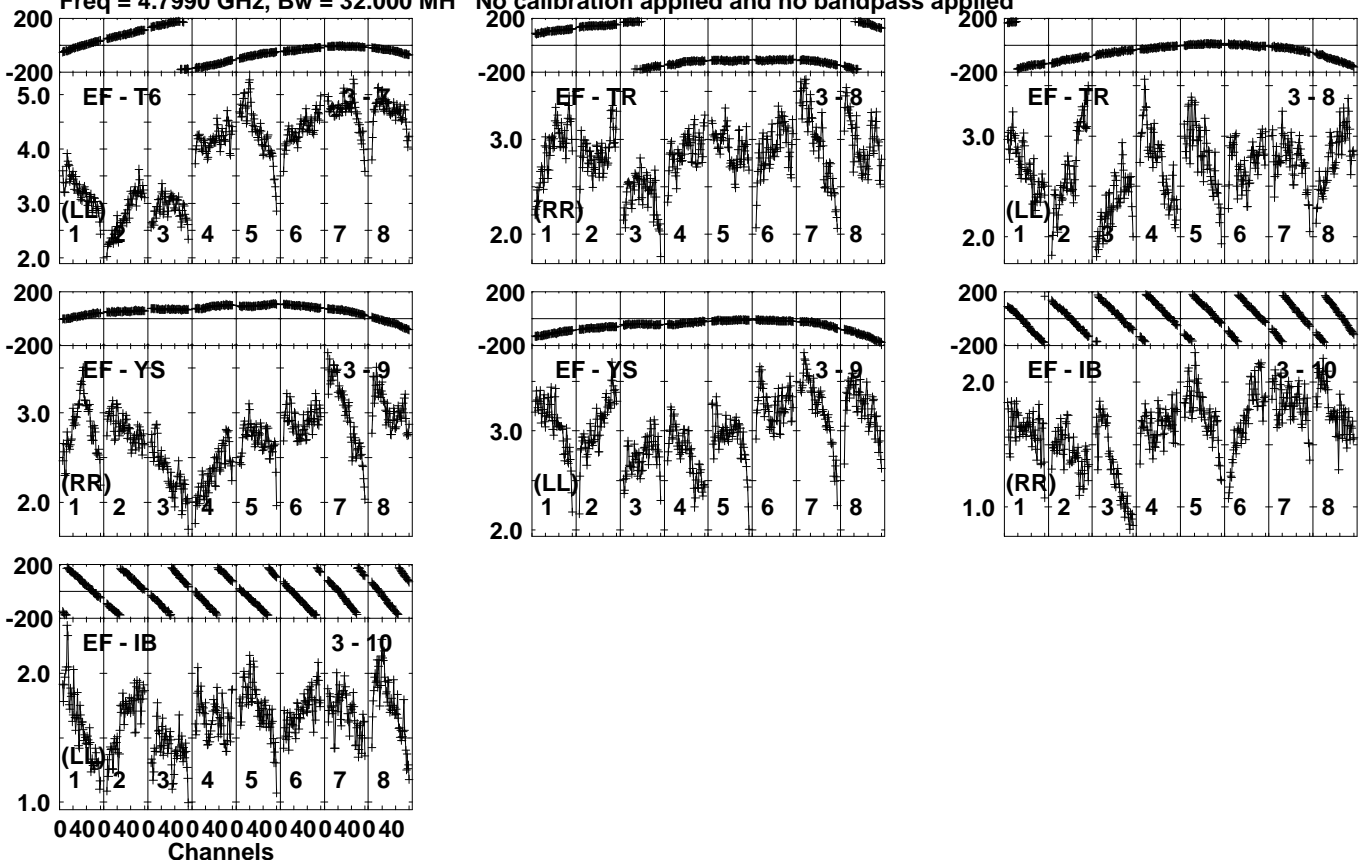 Freq = 4.7990 GHz, Bw = 32.000 MH No calibration applied and no bandpass applied
200
-200
5.0
4.0
3.0
2.0
EF - T6
3 - 7
(LL)
1 2 3 4 5 6 7 8
3.0
2.0
EF - TR
3 - 8
(RR)
1 2 3 4 5 6 7 8
200
-200
3.0
2.0
EF - TR
3 - 8
(LL)
1 2 3 4 5 6 7 8
200
-200
3.0
2.0
EF - YS
3 - 9
(RR)
1 2 3 4 5 6 7 8
200
-200
3.0
2.0
EF - YS
3 - 9
(LL)
1 2 3 4 5 6 7 8
200
-200
2.0
1.0
EF - IB
3 - 10
(RR)
1 2 3 4 5 6 7 8
200
-200
2.0
1.0
EF - IB
3 - 10
(LL)
1 2 3 4 5 6 7 8
0 40 0 40 0 40 0 40 0 40 0 40 0 40 0 40
Channels